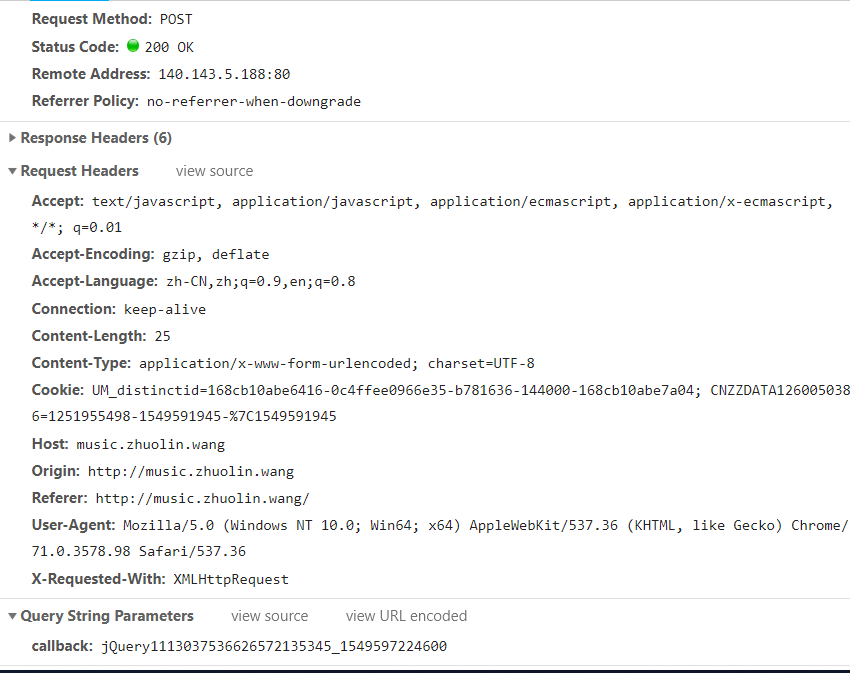 Request Method: POST
Status Code: 200 OK
Remote Address: 140.143.5.188:80
Referrer Policy: no-referrer-when-downgrade
Response Headers (6)
Request Headers view source
Accept: text/javascript, application/javascript, application/ecmascript, application/x-ecmascript,
*/*; q=0.01
Accept-Encoding: gzip, deflate
Accept-Language: zh-CN,zh;q=0.9,en;q=0.8
Connection: keep-alive
Content-Length: 25
Content-Type: application/x-www-form-urlencoded; charset=UTF-8
Cookie: UM_distinctid=168cb10abe6416-0c4ffee0966e35-b781636-144000-168cb10abe7a04; CNZZDATA126005038
6=1251955498-1549591945-%7C1549591945
Host: music.zhuolin.wang
Origin: http://music.zhuolin.wang
Referer: http://music.zhuolin.wang/
User-Agent: Mozilla/5.0 (Windows NT 10.0; Win64; x64) AppleWebKit/537.36 (KHTML, like Gecko) Chrome/
71.0.3578.98 Safari/537.36
X-Requested-With: XMLHttpRequest
Query String Parameters view source view URL encoded
callback: jQuery1113037536626572135345_1549597224600